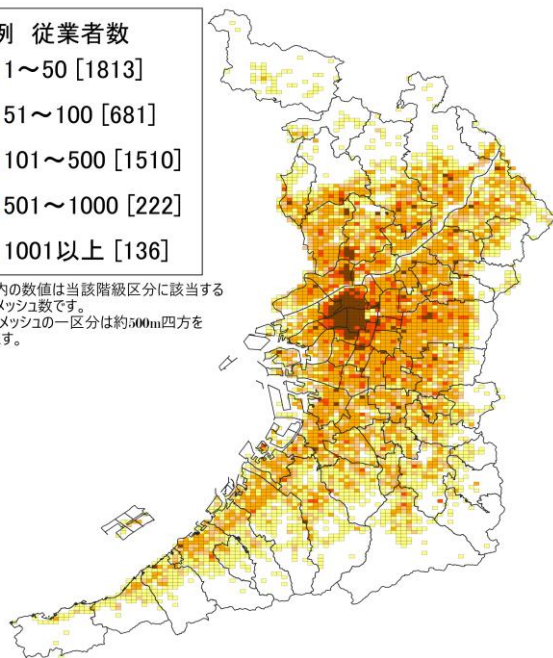 例 従業者数
1～50 [1813]
51～100 [681]
101～500 [1510]
501～1000 [222]
1001以上 [136]
内の数値は当該階級区分に該当する
メッシュ数です。
メッシュの一区分は約500m四方を
す。